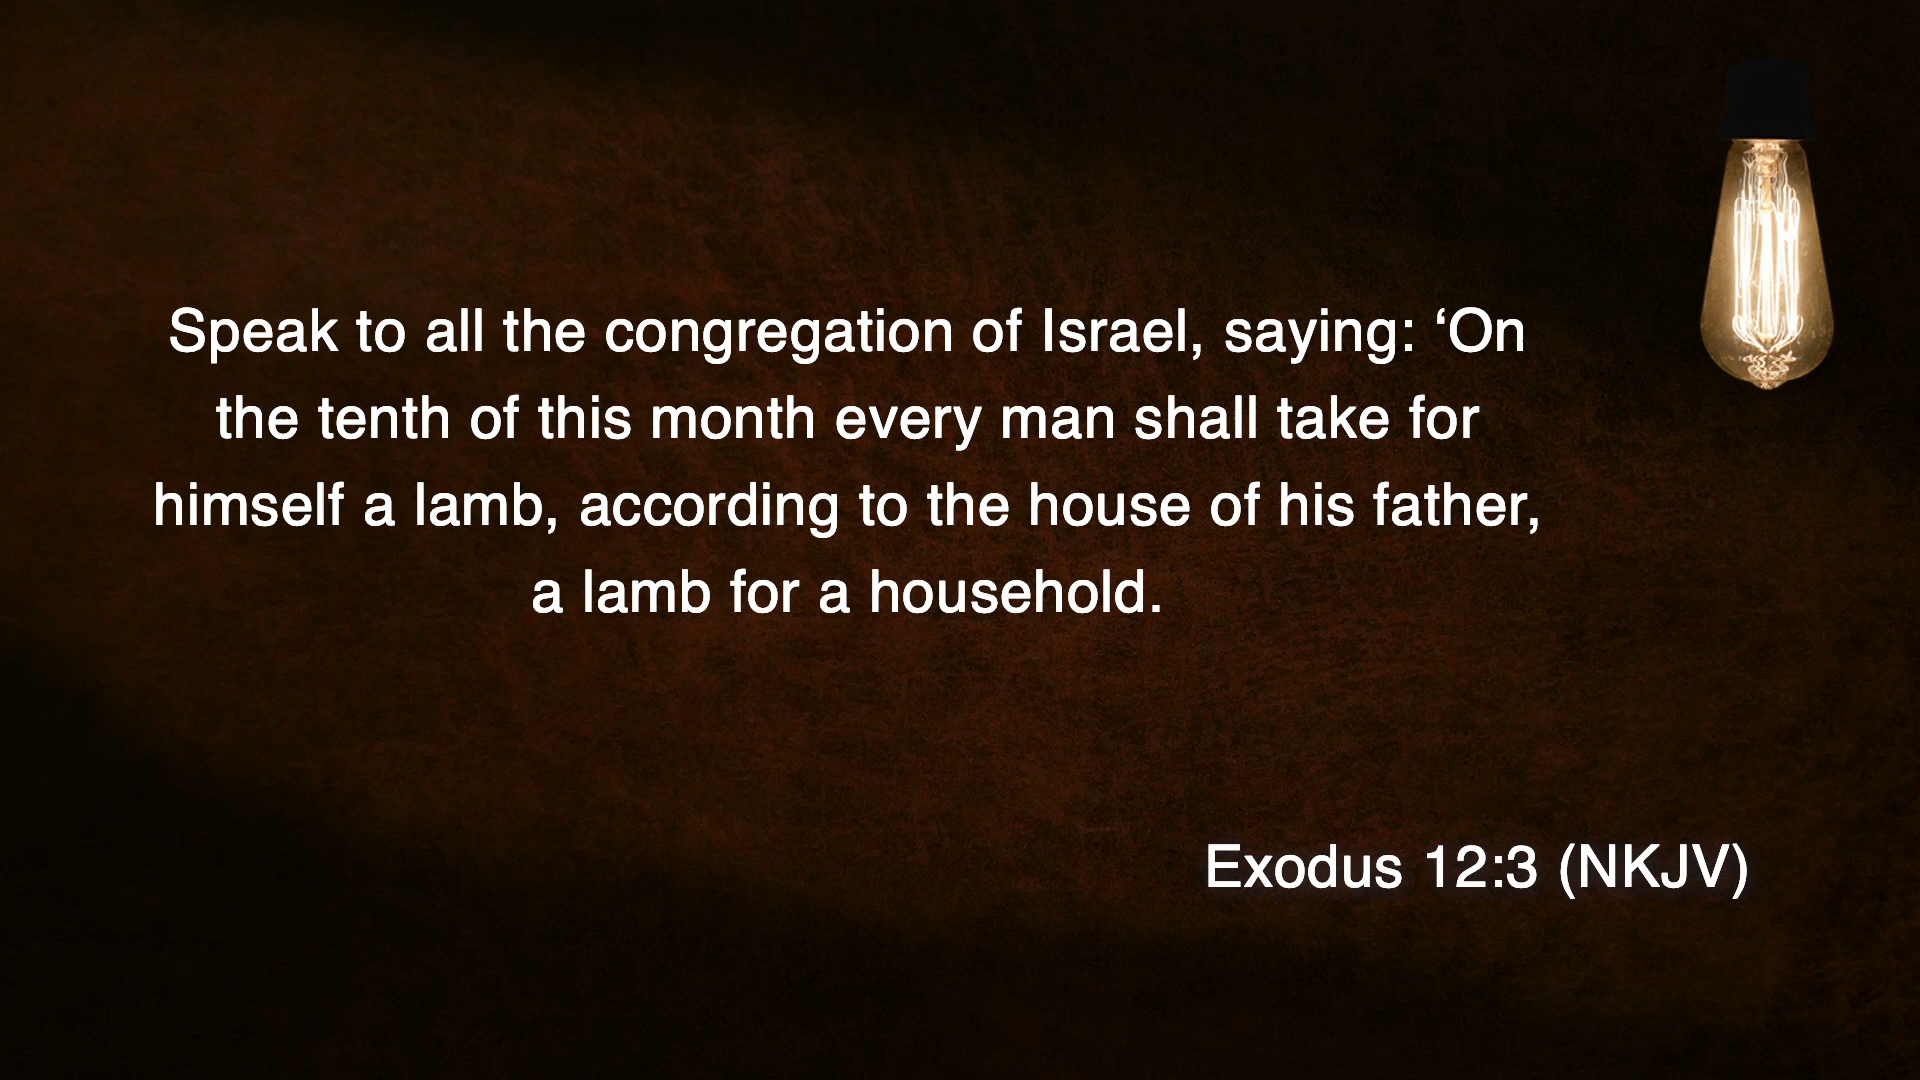 Speak to all the congregation of Israel, saying: ‘On
the tenth of this month every man shall take for
himself a lamb, according to the house of his father,
a lamb for a household.
Exodus 12:3 (NKJV)